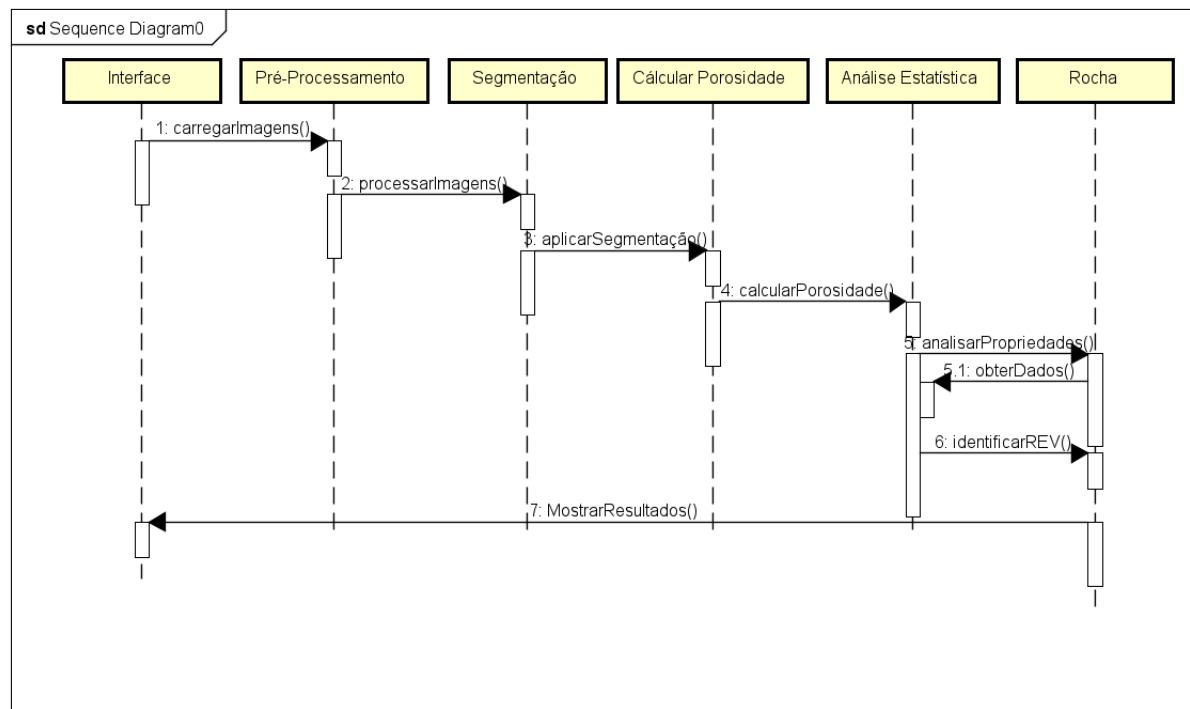 sd Sequence Diagram0
Interface
Pré-Processamento
Segmentação
Cálcular Porosidade
Análise Estatística
Rocha
1: carregarImagens()
2: processarImagens()
3: aplicarSegmentação()
4: calcularPorosidade()
5: analisarPropriedades()
5.1: obterDados()
6: identificarREV()
7: MostrarResultados()